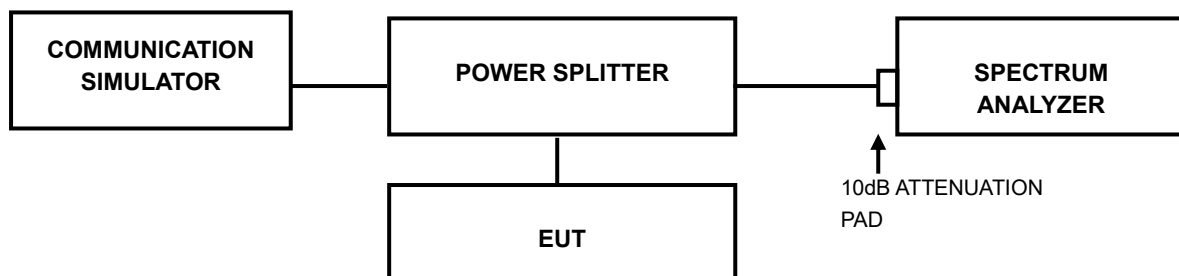 COMMUNICATION
SIMULATOR
POWER SPLITTER
SPECTRUM
ANALYZER
10dB ATTENUATION
PAD
EUT